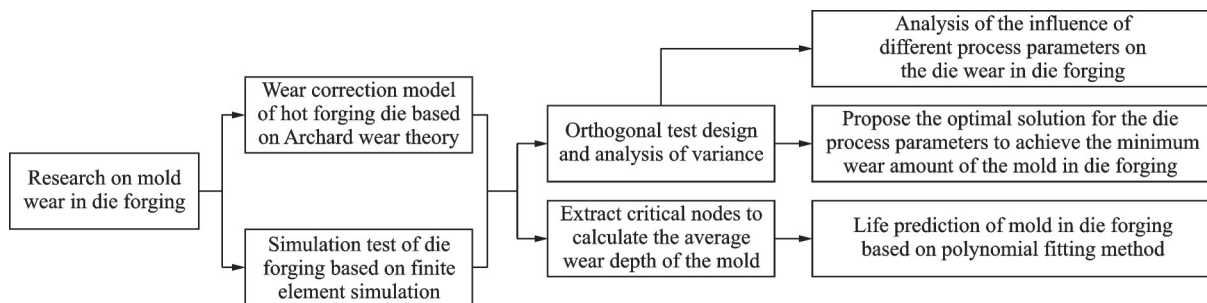 Research on mold
wear in die forging
Wear correction model
of hot forging die based
on Archard wear theory
Simulation test of die
forging based on finite
element simulation
Orthogonal test design
and analysis of variance
Extract critical nodes to
calculate the average
wear depth of the mold
Analysis of the influence of
different process parameters on
the die wear in die forging
Propose the optimal solution for the die
process parameters to achieve the minimum
wear amount of the mold in die forging
Life prediction of mold in die forging
based on polynomial fitting method